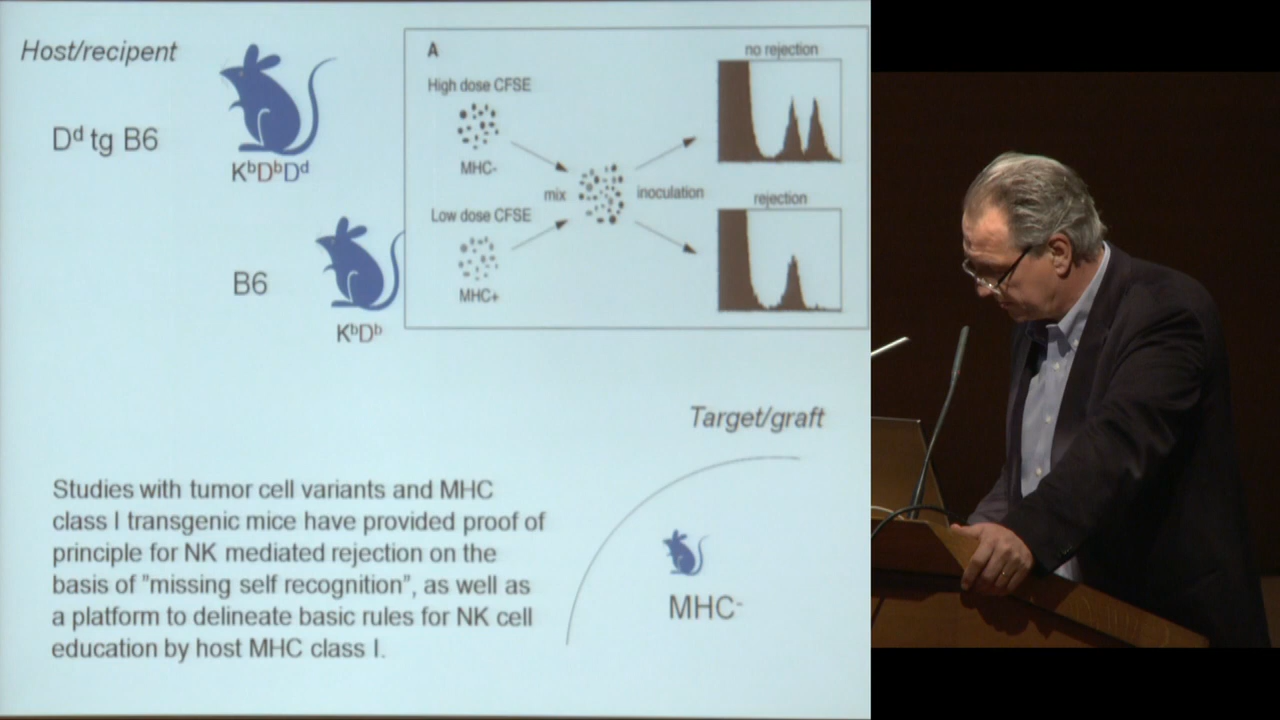 Host/recipent
Dᵈ tg B6
KᵇDᵇDᵈ
B6
KᵇDᵇ
A
High dose CFSE
MHC-
mix
Low dose CFSE
MHC+
inoculation
no rejection
rejection
Target/graft
MHC⁻
Studies with tumor cell variants and MHC
class I transgenic mice have provided proof of
principle for NK mediated rejection on the
basis of ”missing self recognition”, as well as
a platform to delineate basic rules for NK cell
education by host MHC class I.